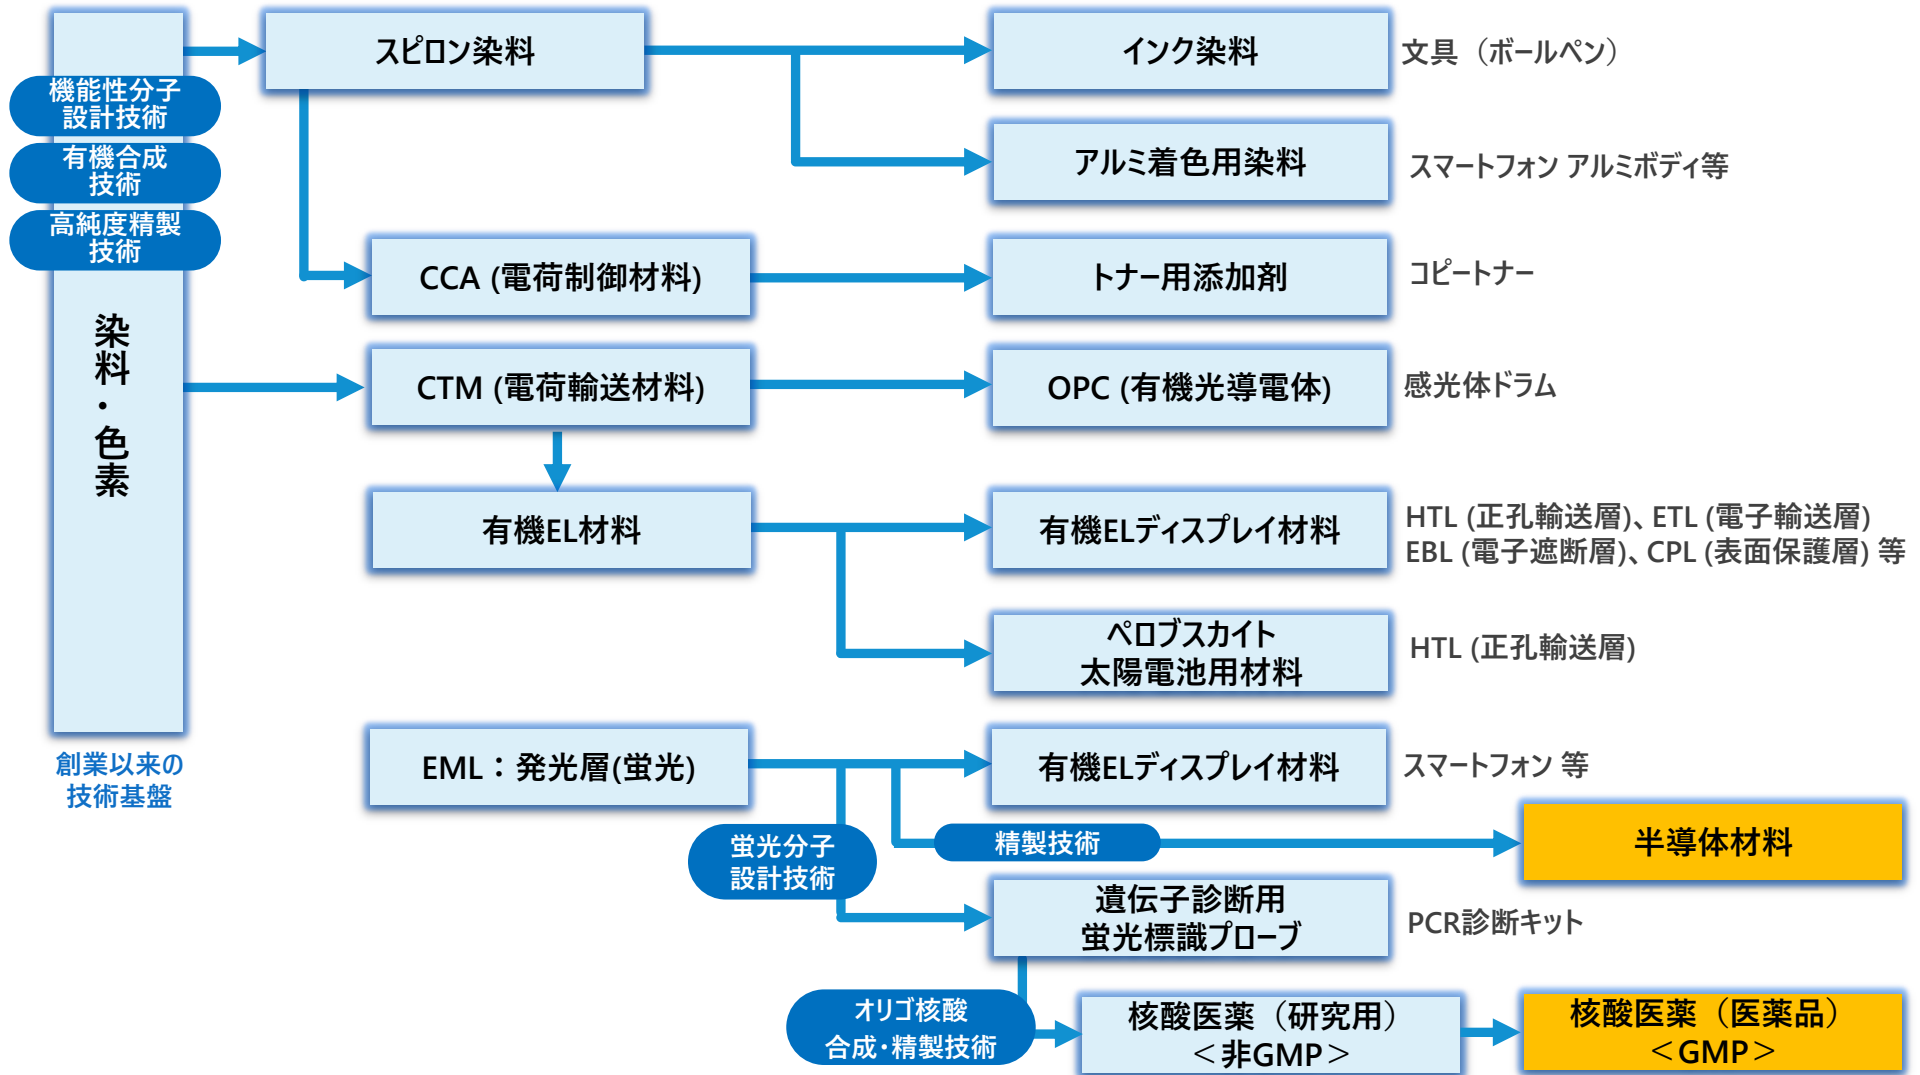 機能性分子
設計技術
有機合成
技術
高純度精製
技術
染料・色素
創業以来の
技術基盤
スピロン染料
インク染料
文具（ボールペン）
アルミ着色用染料
スマートフォン アルミボディ等
CCA (電荷制御材料)
トナー用添加剤
コピートナー
CTM (電荷輸送材料)
OPC (有機光導電体)
感光体ドラム
有機EL材料
有機ELディスプレイ材料
HTL (正孔輸送層)、ETL (電子輸送層)
EBL (電子遮断層)、CPL (表面保護層) 等
ペロブスカイト
太陽電池用材料
HTL (正孔輸送層)
EML：発光層(蛍光)
有機ELディスプレイ材料
スマートフォン 等
蛍光分子
設計技術
精製技術
半導体材料
遺伝子診断用
蛍光標識プローブ
PCR診断キット
オリゴ核酸
合成・精製技術
核酸医薬（研究用）
＜非GMP＞
核酸医薬（医薬品）
＜GMP＞